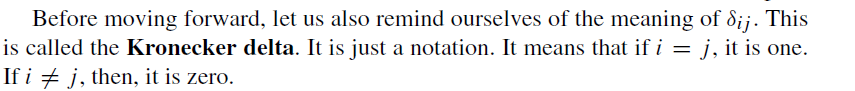 Before moving forward, let us also remind ourselves of the meaning of δij. This
is called the Kronecker delta. It is just a notation. It means that if i = j, it is one.
If i ≠ j, then, it is zero.